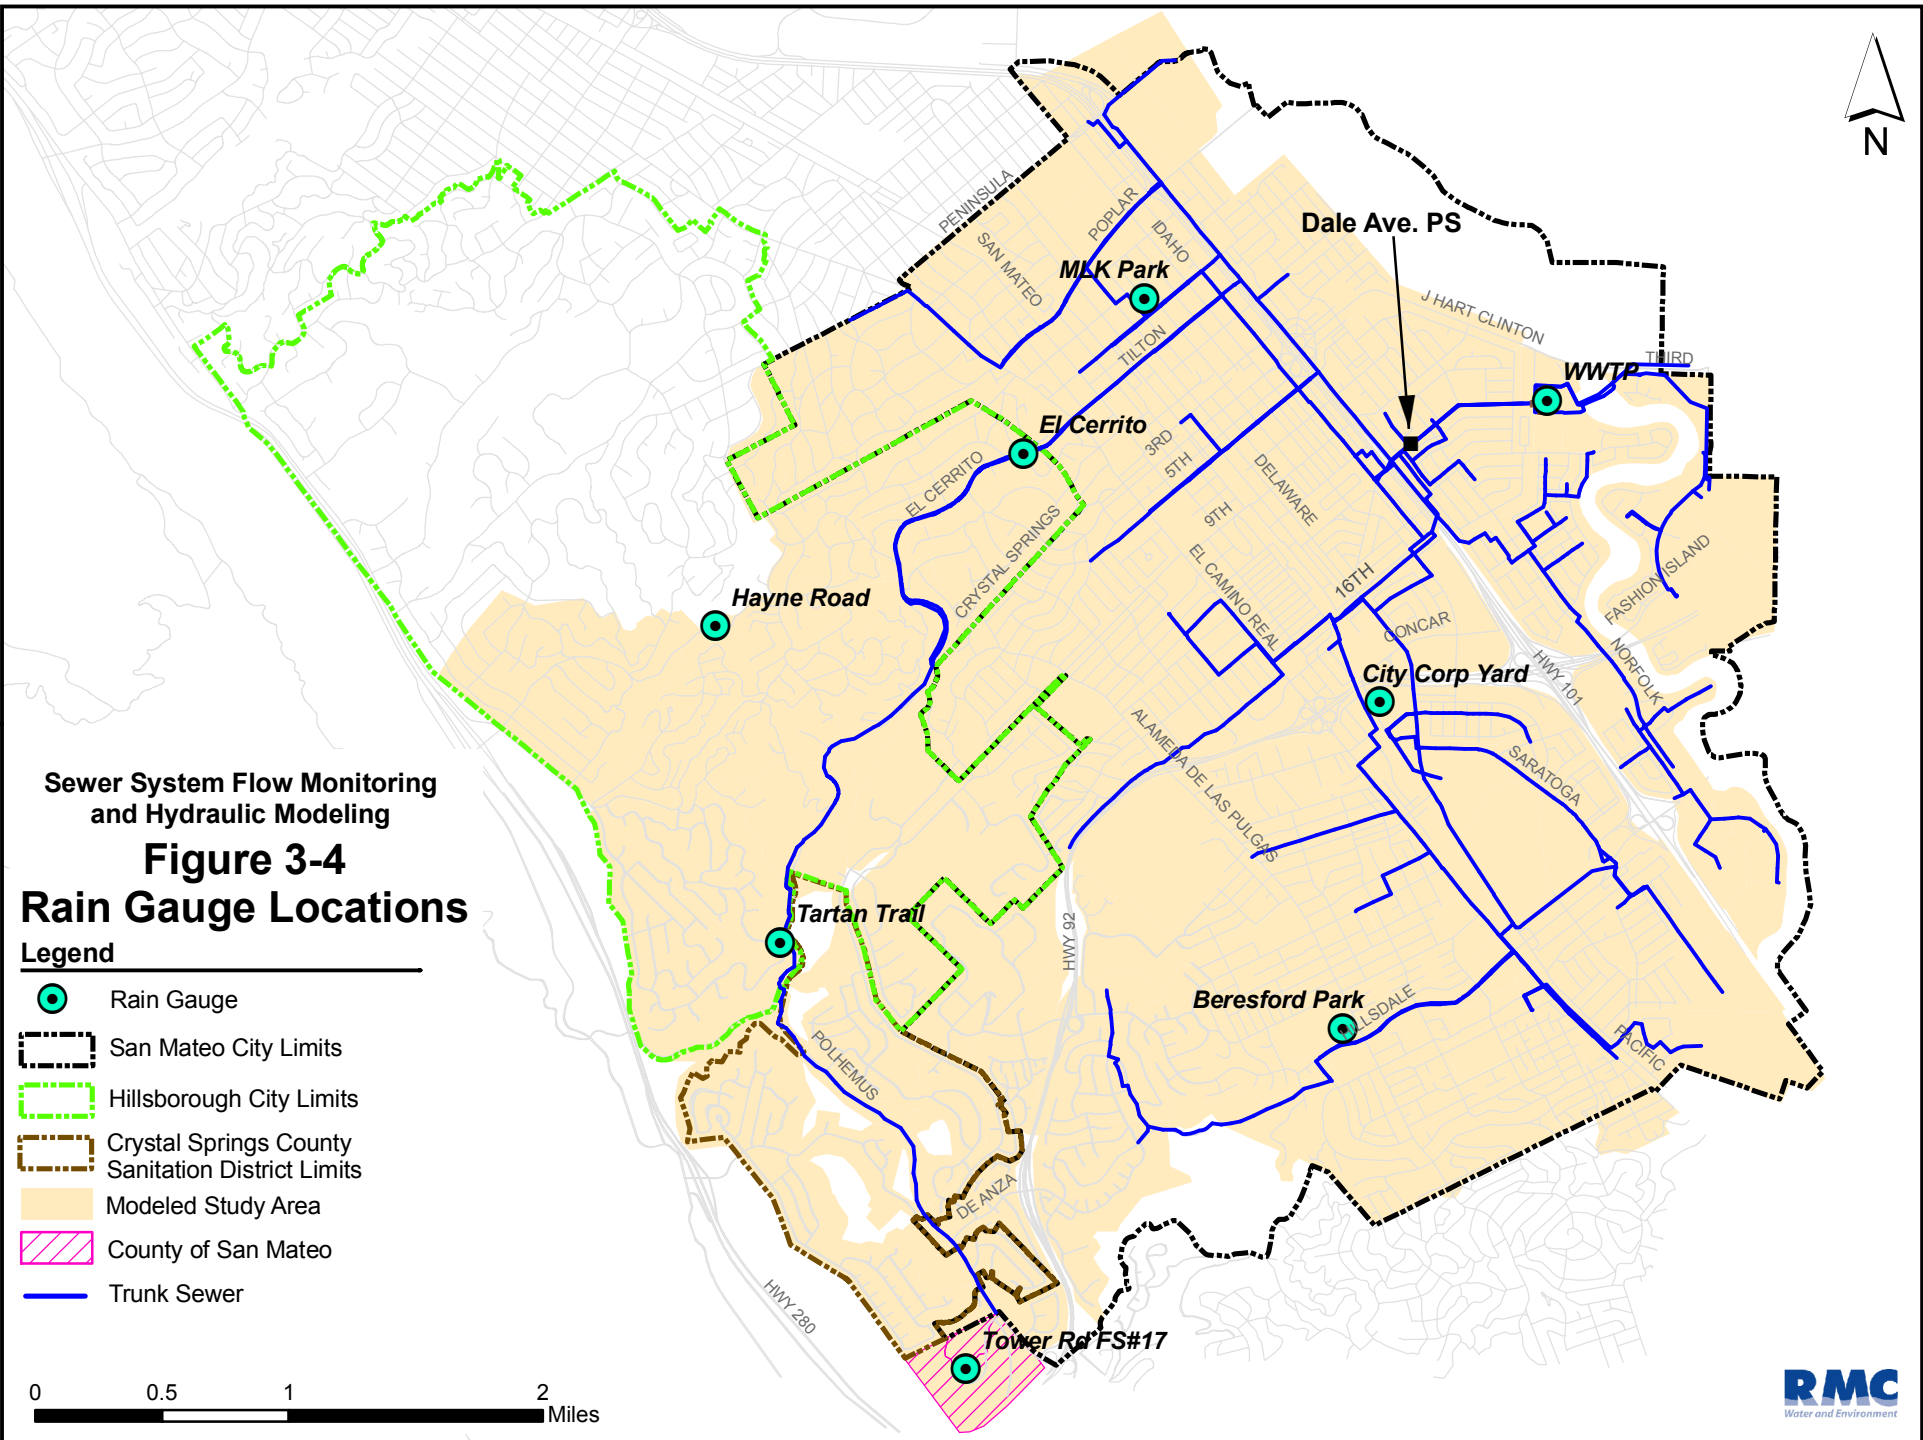 N
PENINSULA
SAN MATEO
POPLAR
IDAHO
MLK Park
TILTON
Dale Ave. PS
J HART CLINTON
THIRD
WWTP
El Cerrito
EL CERRITO
CRYSTAL SPRINGS
3RD
5TH
9TH
DELAWARE
EL CAMINO REAL
16TH
CONCAR
FASHION ISLAND
NORFOLK
HWY 101
Hayne Road
City Corp Yard
ALAMEDA DE LAS PULGAS
SARATOGA
Tartan Trail
HWY 92
Beresford Park
HILLSDALE
PACIFIC
POLHEMUS
DE ANZA
HWY 280
Tower Rd FS#17
Sewer System Flow Monitoring
and Hydraulic Modeling
Figure 3-4
Rain Gauge Locations
Legend
Rain Gauge
San Mateo City Limits
Hillsborough City Limits
Crystal Springs County
Sanitation District Limits
Modeled Study Area
County of San Mateo
Trunk Sewer
0 0.5 1 2
Miles
RMC
Water and Environment